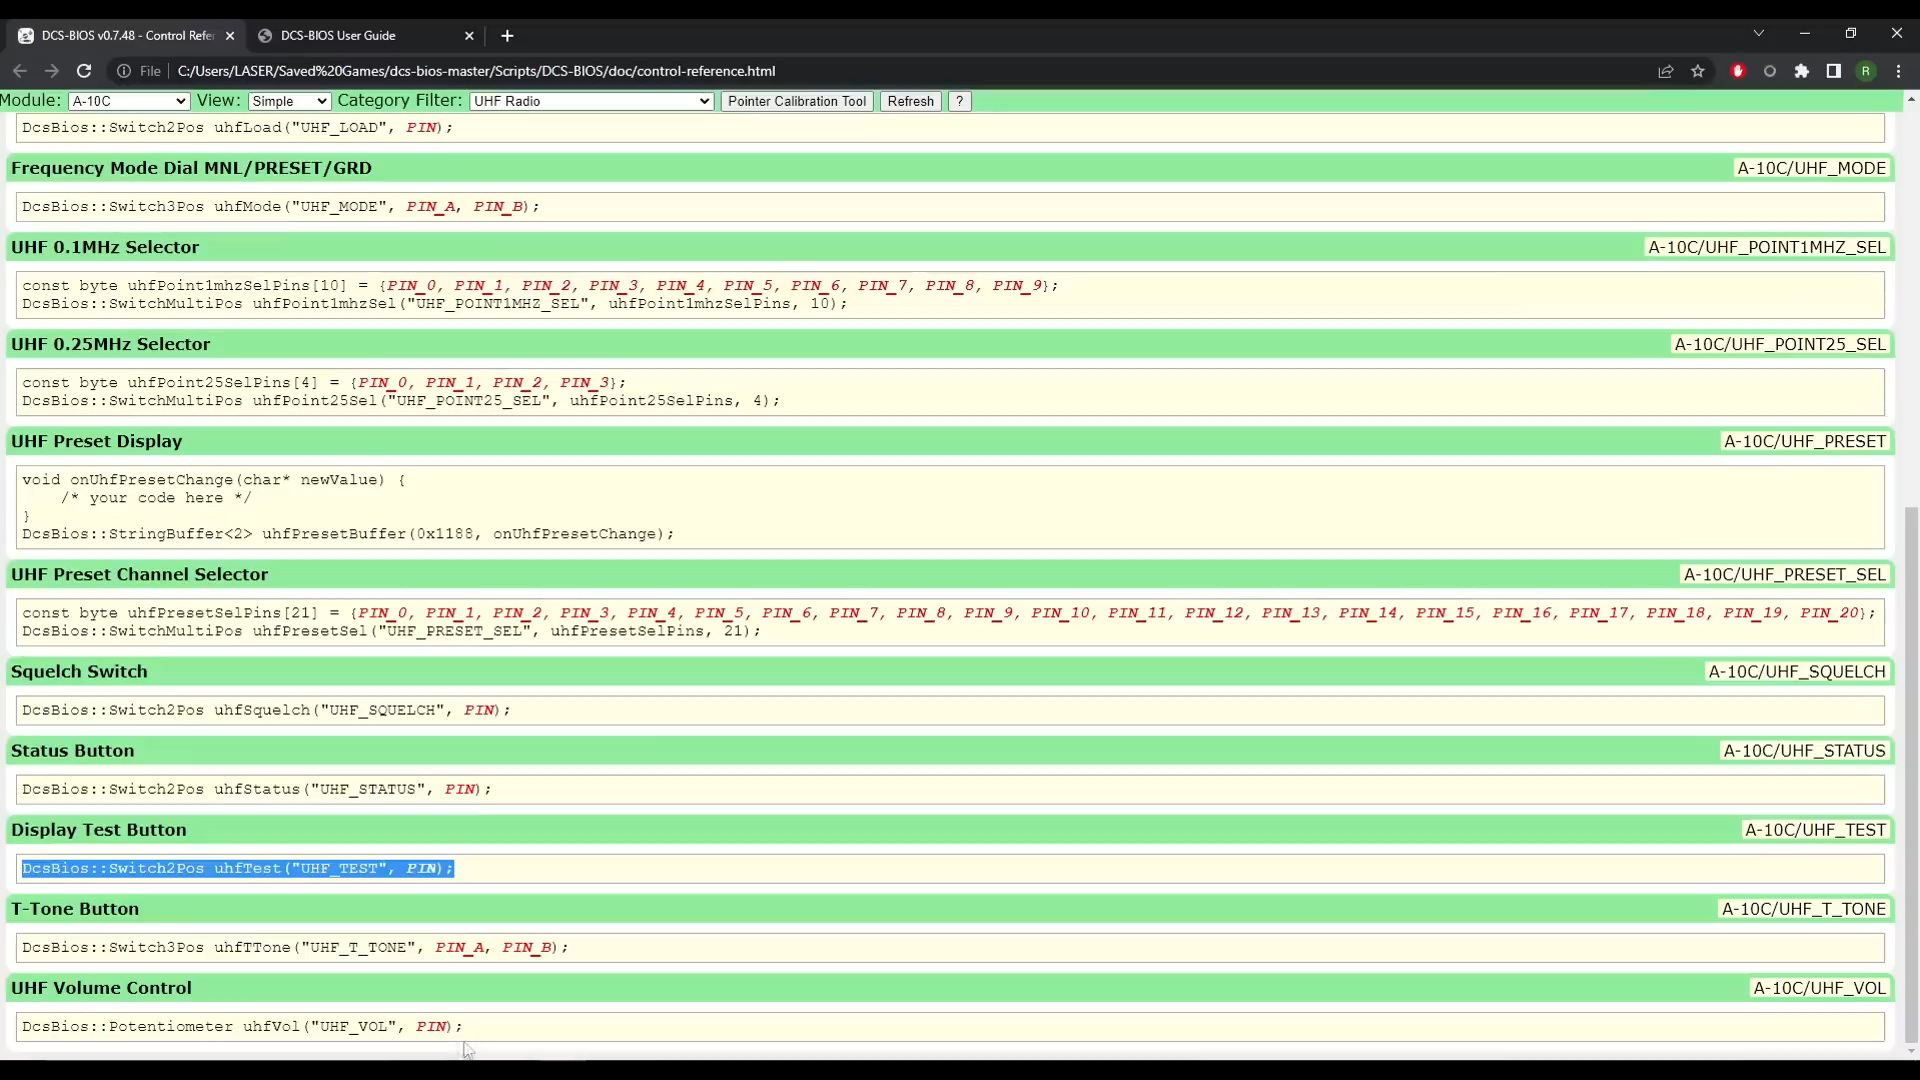 DCS-BIOS v0.7.48 - Control Refer
DCS-BIOS User Guide
File
C:/Users/LASER/Saved%20Games/dcs-bios-master/Scripts/DCS-BIOS/doc/control-reference.html
R
Module: A-10C View: Simple Category Filter: UHF Radio Pointer Calibration Tool Refresh ?
DcsBios::Switch2Pos uhfLoad("UHF_LOAD", PIN);
Frequency Mode Dial MNL/PRESET/GRD A-10C/UHF_MODE
DcsBios::Switch3Pos uhfMode("UHF_MODE", PIN_A, PIN_B);
UHF 0.1MHz Selector A-10C/UHF_POINT1MHZ_SEL
const byte uhfPoint1mhzSelPins[10] = {PIN_0, PIN_1, PIN_2, PIN_3, PIN_4, PIN_5, PIN_6, PIN_7, PIN_8, PIN_9};
DcsBios::SwitchMultiPos uhfPoint1mhzSel("UHF_POINT1MHZ_SEL", uhfPoint1mhzSelPins, 10);
UHF 0.25MHz Selector A-10C/UHF_POINT25_SEL
const byte uhfPoint25SelPins[4] = {PIN_0, PIN_1, PIN_2, PIN_3};
DcsBios::SwitchMultiPos uhfPoint25Sel("UHF_POINT25_SEL", uhfPoint25SelPins, 4);
UHF Preset Display A-10C/UHF_PRESET
void onUhfPresetChange(char* newValue) {
/* your code here */
}
DcsBios::StringBuffer<2> uhfPresetBuffer(0x1188, onUhfPresetChange);
UHF Preset Channel Selector A-10C/UHF_PRESET_SEL
const byte uhfPresetSelPins[21] = {PIN_0, PIN_1, PIN_2, PIN_3, PIN_4, PIN_5, PIN_6, PIN_7, PIN_8, PIN_9, PIN_10, PIN_11, PIN_12, PIN_13, PIN_14, PIN_15, PIN_16, PIN_17, PIN_18, PIN_19, PIN_20};
DcsBios::SwitchMultiPos uhfPresetSel("UHF_PRESET_SEL", uhfPresetSelPins, 21);
Squelch Switch A-10C/UHF_SQUELCH
DcsBios::Switch2Pos uhfSquelch("UHF_SQUELCH", PIN);
Status Button A-10C/UHF_STATUS
DcsBios::Switch2Pos uhfStatus("UHF_STATUS", PIN);
Display Test Button A-10C/UHF_TEST
DcsBios::Switch2Pos uhfTest("UHF_TEST", PIN);
T-Tone Button A-10C/UHF_T_TONE
DcsBios::Switch3Pos uhfTTone("UHF_T_TONE", PIN_A, PIN_B);
UHF Volume Control A-10C/UHF_VOL
DcsBios::Potentiometer uhfVol("UHF_VOL", PIN);